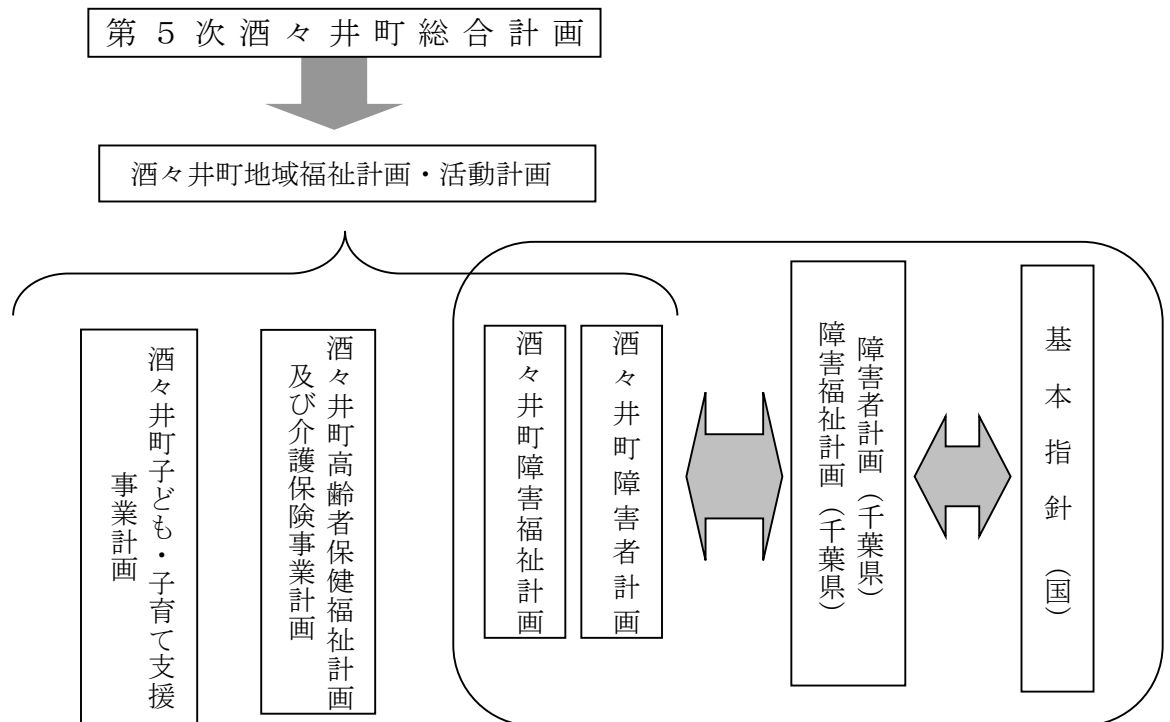 第５次酒々井町総合計画
酒々井町地域福祉計画・活動計画
酒々井町子ども・子育て支援
事業計画
酒々井町高齢者保健福祉計画
及び介護保険事業計画
酒々井町障害福祉計画
酒々井町障害者計画
障害者計画（千葉県）
障害福祉計画（千葉県）
基本指針（国）